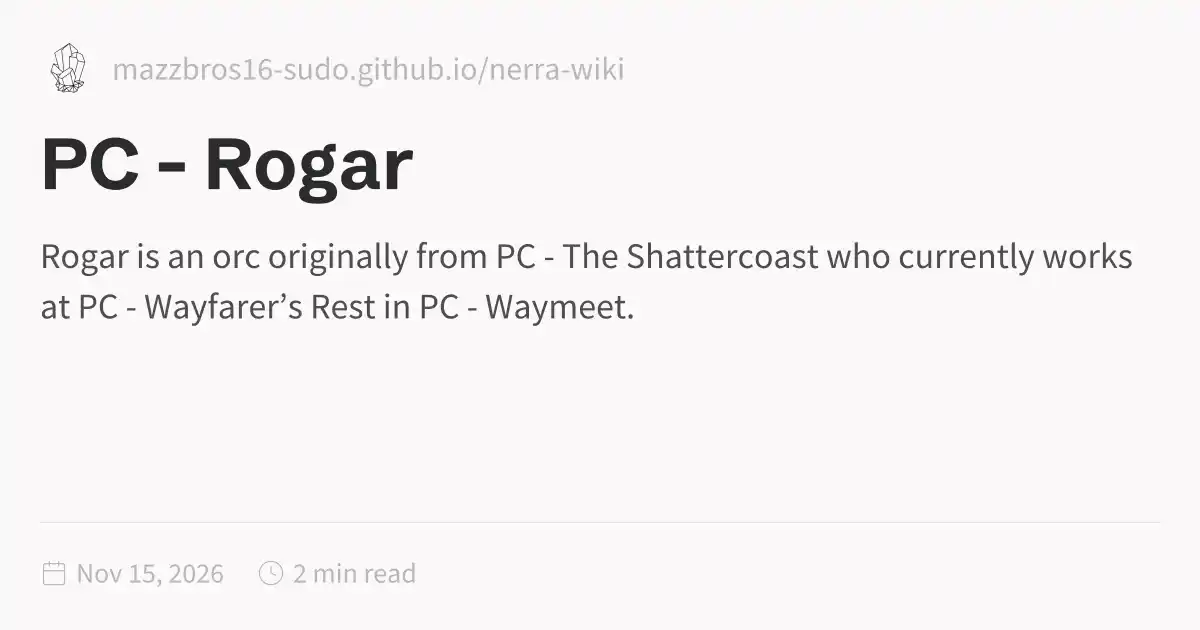 mazzbros16-sudo.github.io/nerra-wiki
PC - Rogar
Rogar is an orc originally from PC - The Shattercoast who currently works
at PC - Wayfarer’s Rest in PC - Waymeet.
Nov 15, 2026 2 min read